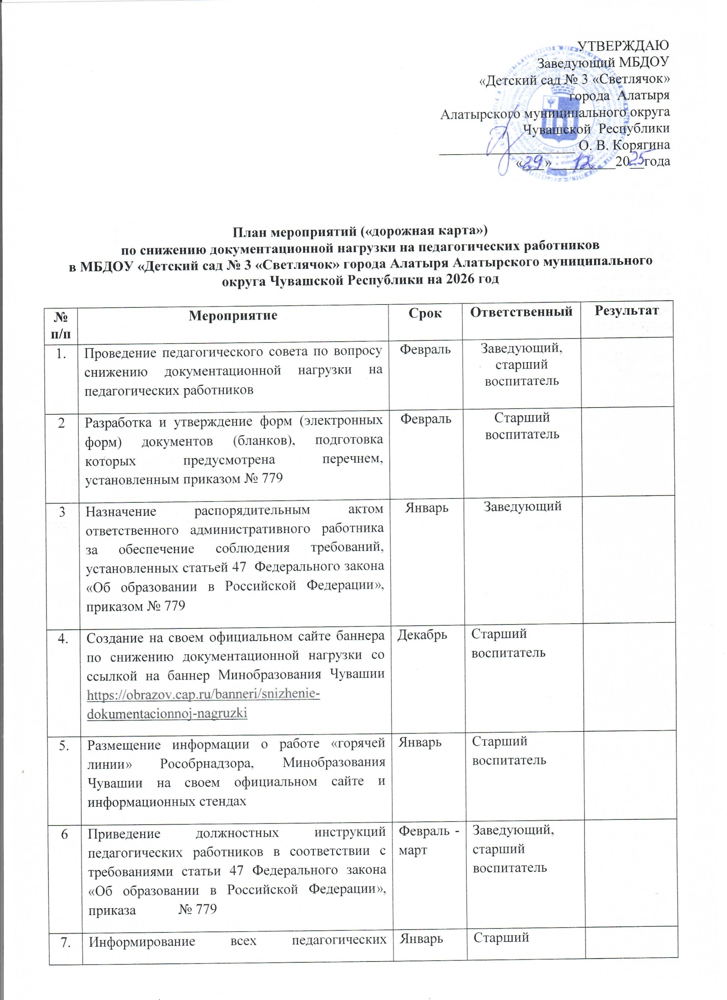 УТВЕРЖДАЮ
Заведующий МБДОУ
«Детский сад № 3 «Светлячок»
города Алатыря
Алатырского муниципального округа
Чувашской Республики
____________________ О. В. Корягина
«29» 12 2025 года
План мероприятий («дорожная карта»)
по снижению документационной нагрузки на педагогических работников
в МБДОУ «Детский сад № 3 «Светлячок» города Алатыря Алатырского муниципального
округа Чувашской Республики на 2026 год
№ Мероприятие Срок Ответственный Результат
п/п
1. Проведение педагогического совета по вопросу Февраль Заведующий,
снижению документационной нагрузки на старший
педагогических работников воспитатель
2 Разработка и утверждение форм (электронных Февраль Старший
форм) документов (бланков), подготовка воспитатель
которых предусмотрена перечнем,
установленным приказом № 779
3 Назначение распорядительным актом Январь Заведующий
ответственного административного работника
за обеспечение соблюдения требований,
установленных статьей 47 Федерального закона
«Об образовании в Российской Федерации»,
приказом № 779
4. Создание на своем официальном сайте баннера Декабрь Старший
по снижению документационной нагрузки со воспитатель
ссылкой на баннер Минобразования Чувашии
https://obrazov.cap.ru/banneri/snizhenie-
dokumentacionnoj-nagruzki
5. Размещение информации о работе «горячей Январь Старший
линии» Рособрнадзора, Минобразования воспитатель
Чувашии на своем официальном сайте и
информационных стендах
6 Приведение должностных инструкций Февраль - Заведующий,
педагогических работников в соответствии с март старший
требованиями статьи 47 Федерального закона воспитатель
«Об образовании в Российской Федерации»,
приказа № 779
7. Информирование всех педагогических Январь Старший